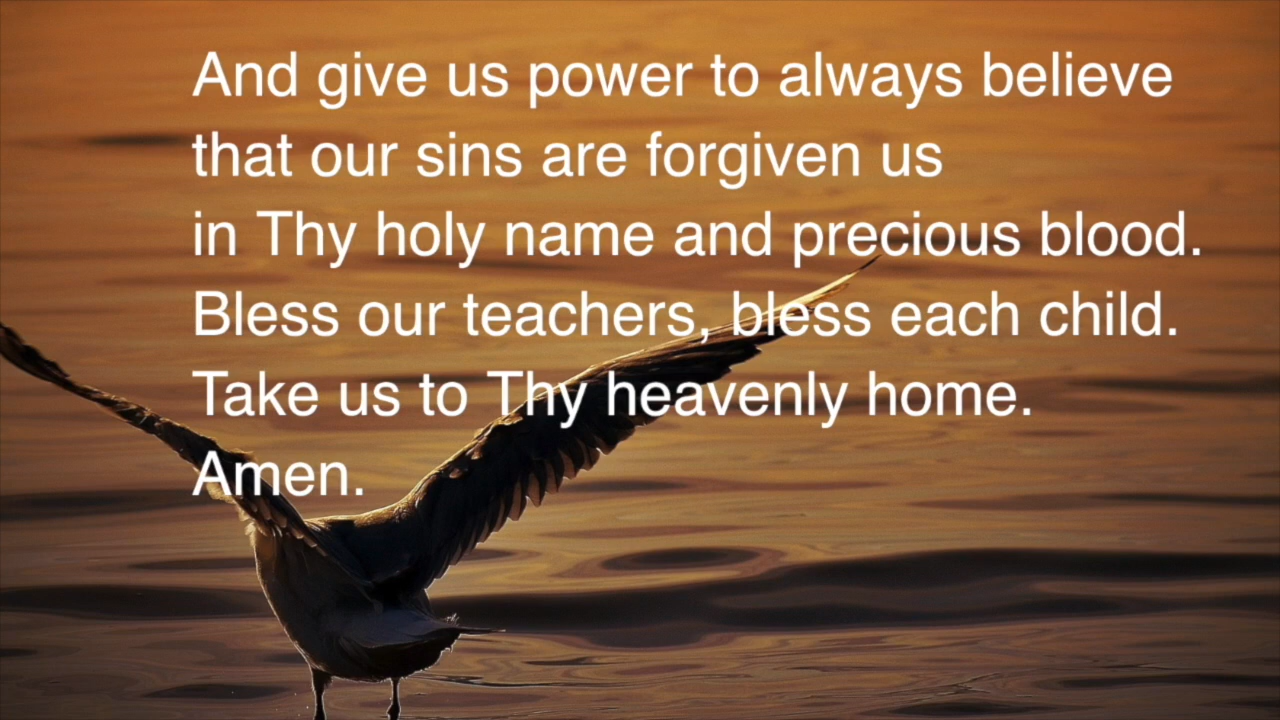 And give us power to always believe
that our sins are forgiven us
in Thy holy name and precious blood.
Bless our teachers, bless each child.
Take us to Thy heavenly home.
Amen.